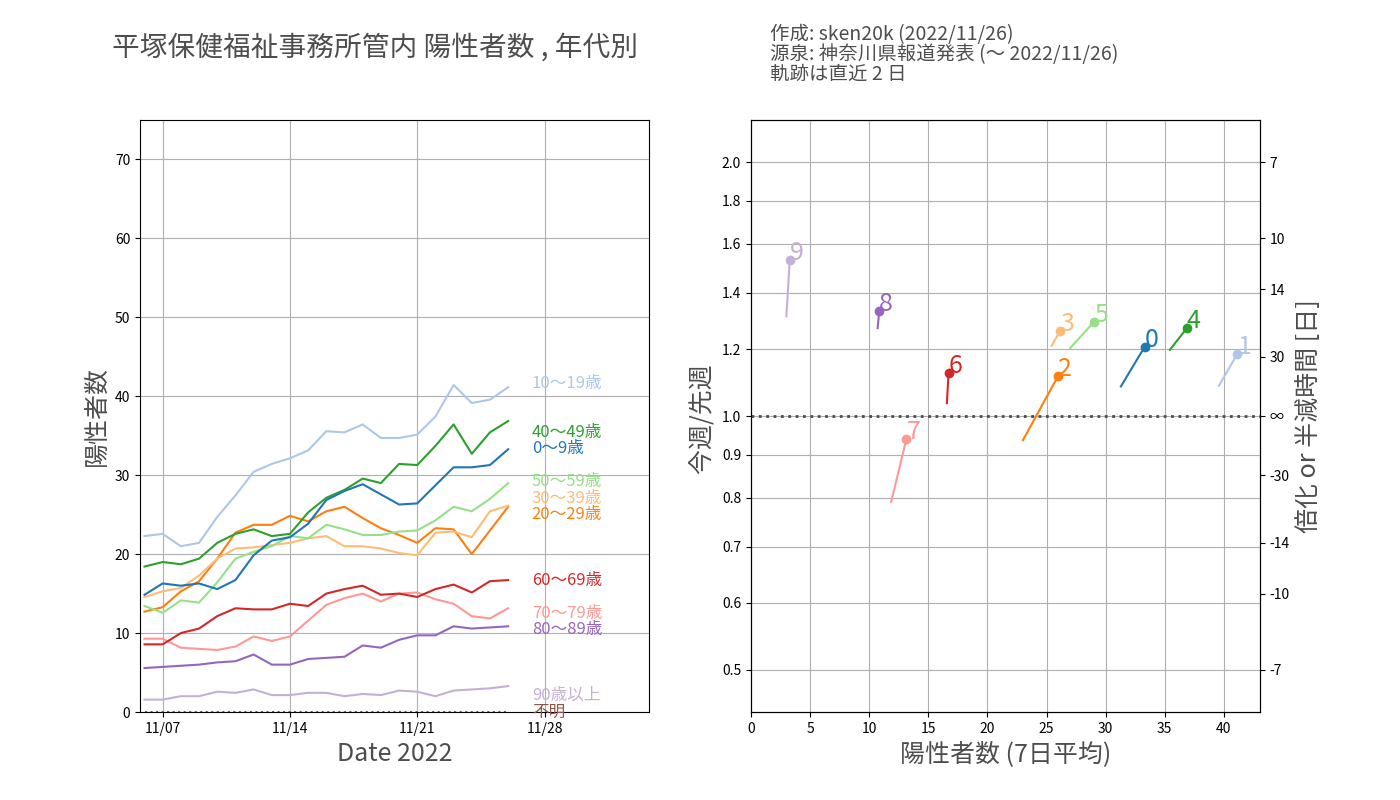 平塚保健福祉事務所管内 陽性者数 , 年代別
作成: sken20k (2022/11/26)
源泉: 神奈川県報道発表 (〜 2022/11/26)
軌跡は直近 2 日
陽性者数
70
60
50
40
30
20
10
0
10〜19歳
40〜49歳
0〜9歳
50〜59歳
30〜39歳
20〜29歳
60〜69歳
70〜79歳
80〜89歳
90歳以上
不明
11/07
11/14
11/21
11/28
Date 2022
今週/先週
2.0
1.8
1.6
1.4
1.2
1.0
0.9
0.8
0.7
0.6
0.5
9
8
3
5
4
0
1
6
2
7
7
10
14
30
∞
-30
-14
-10
-7
倍化 or 半減時間 [日]
0
5
10
15
20
25
30
35
40
陽性者数 (7日平均)